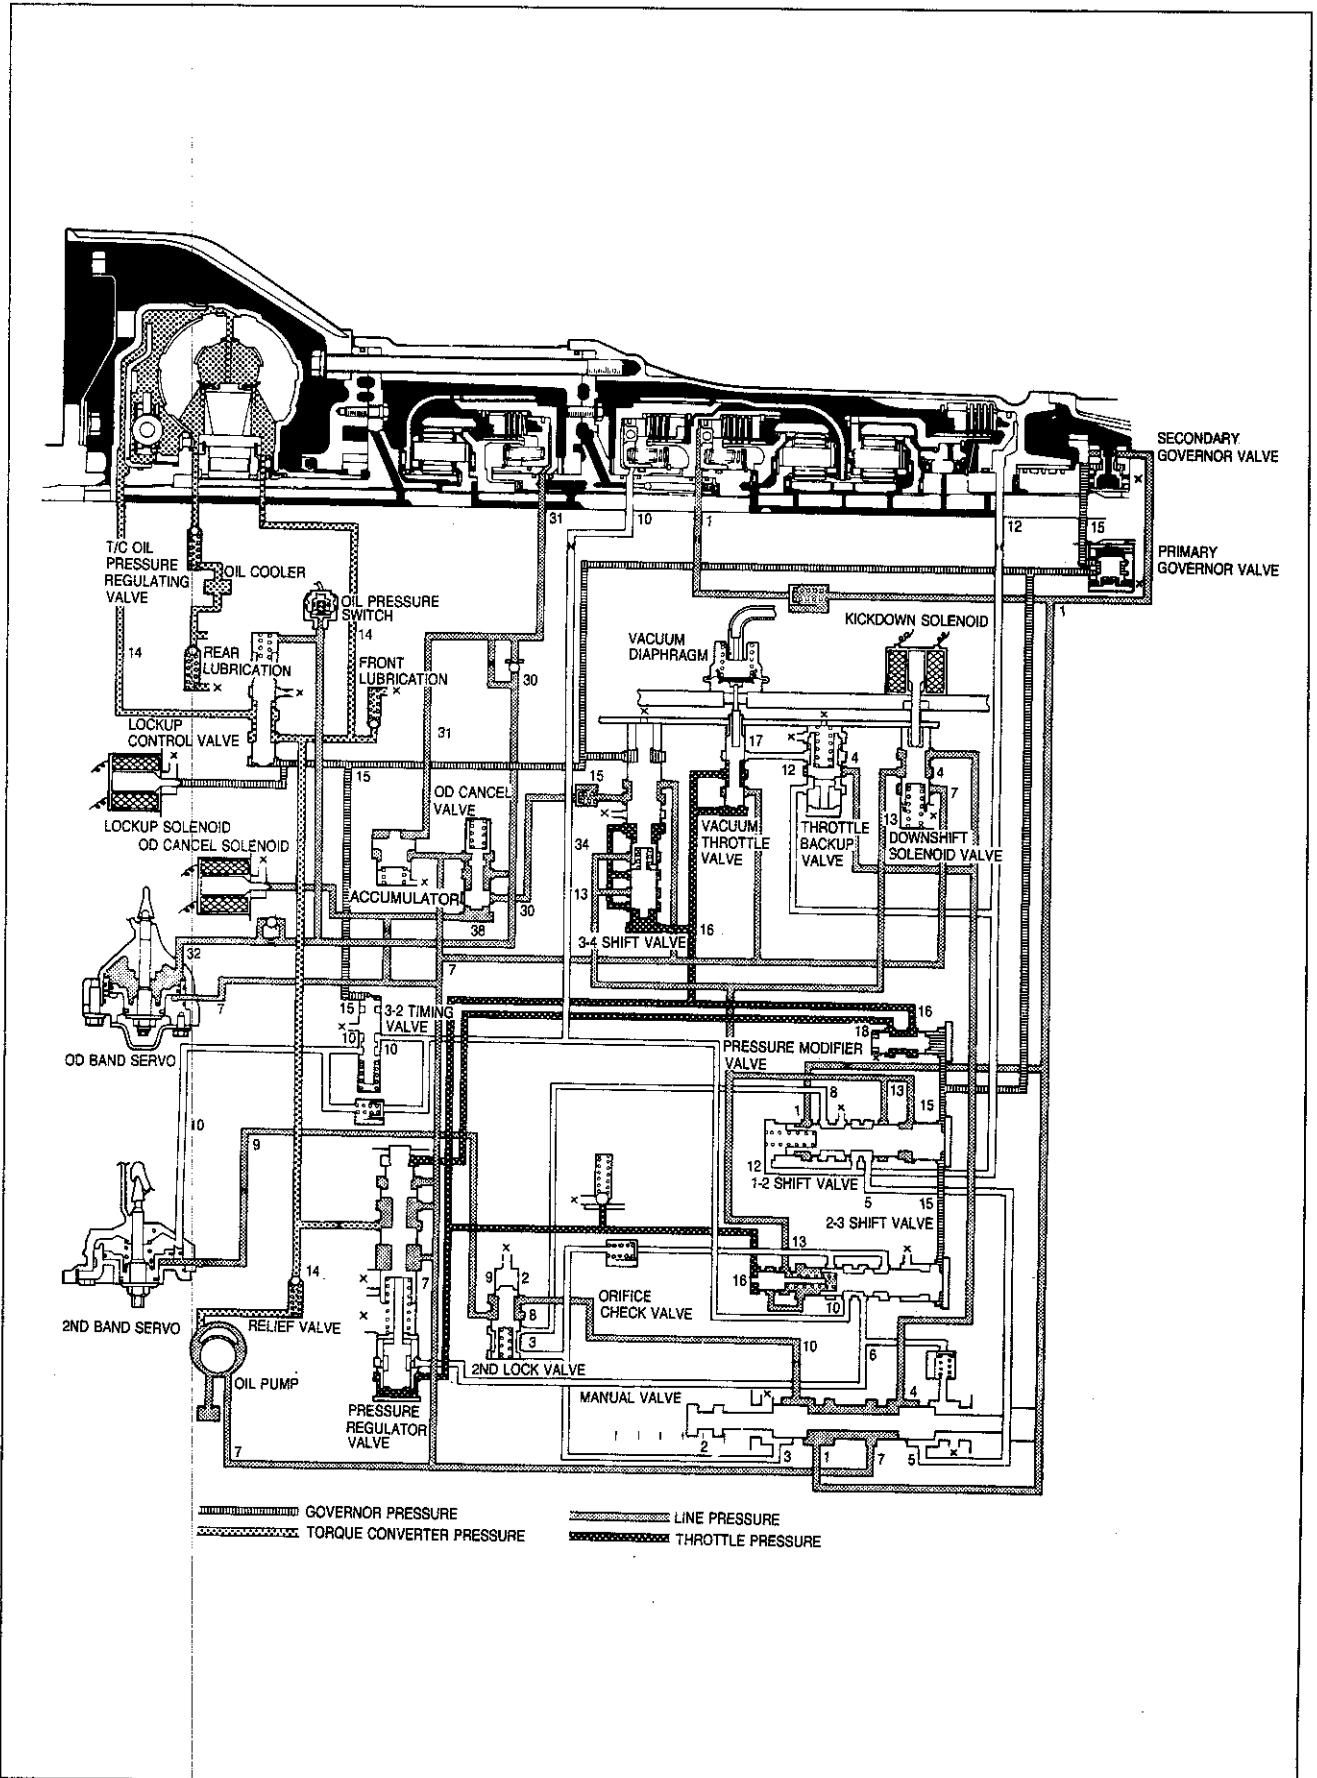 SECONDARY
GOVERNOR VALVE
31
10
1
12
15
T/C OIL
PRESSURE
REGULATING
VALVE
OIL COOLER
PRIMARY
GOVERNOR VALVE
OIL PRESSURE
SWITCH
1
KICKDOWN SOLENOID
14
14
VACUUM
DIAPHRAGM
REAR
LUBRICATION
FRONT
LUBRICATION
30
LOCKUP
CONTROL VALVE
31
17
4
15
15
12
4
7
OD CANCEL
VALVE
13
LOCKUP SOLENOID
OD CANCEL SOLENOID
34
VACUUM
THROTTLE
VALVE
THROTTLE
BACKUP
VALVE
DOWNSHIFT
SOLENOID VALVE
ACCUMULATOR
13
30
38
16
3-4 SHIFT VALVE
32
7
7
7
15
3-2 TIMING
VALVE
16
18
10
10
PRESSURE MODIFIER
VALVE
OD BAND SERVO
8
13
15
1
10
9
12
1-2 SHIFT VALVE
5
15
2-3 SHIFT VALVE
13
14
7
9
2
16
10
ORIFICE
CHECK VALVE
8
2ND BAND SERVO
RELIEF VALVE
3
10
6
2ND LOCK VALVE
OIL PUMP
MANUAL VALVE
4
PRESSURE
REGULATOR
VALVE
7
2
3
1
7
5
GOVERNOR PRESSURE
LINE PRESSURE
TORQUE CONVERTER PRESSURE
THROTTLE PRESSURE